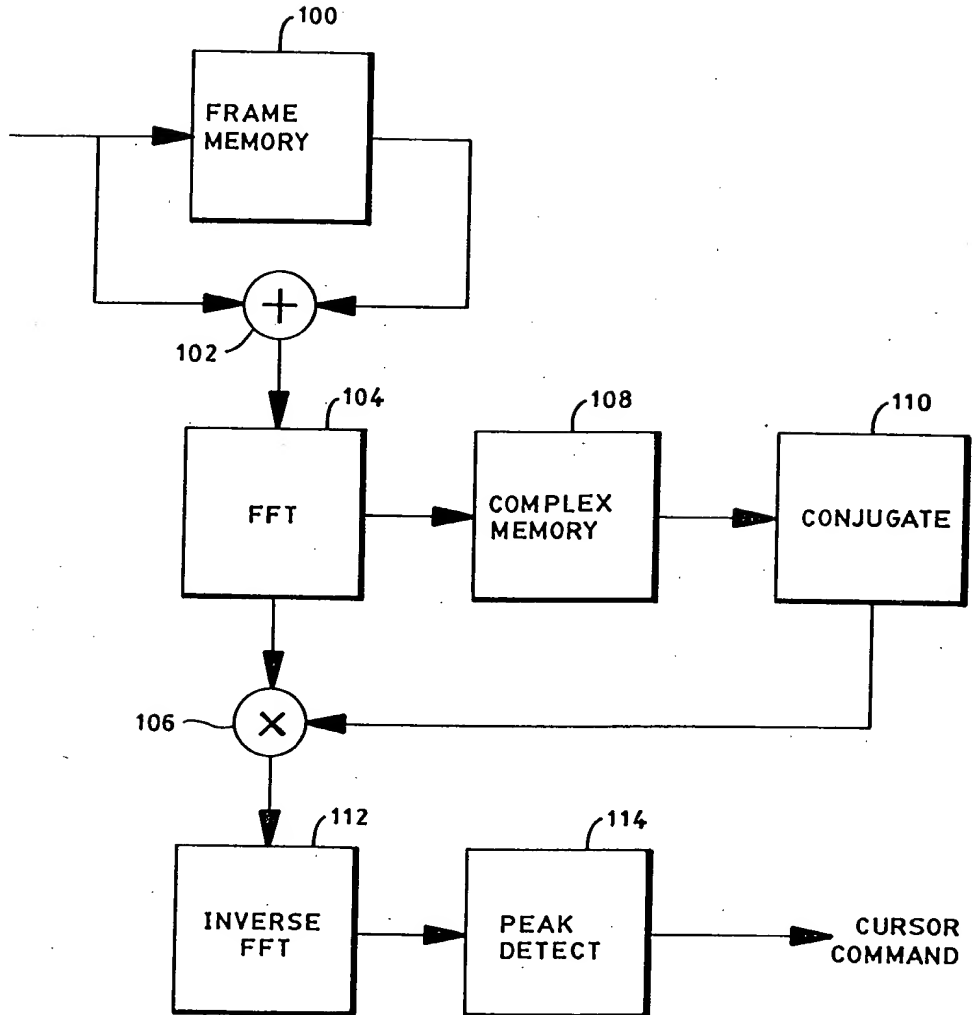 100
FRAME
MEMORY
+
102
104
108
110
FFT
COMPLEX
MEMORY
CONJUGATE
106
×
112
114
INVERSE
FFT
PEAK
DETECT
CURSOR
COMMAND